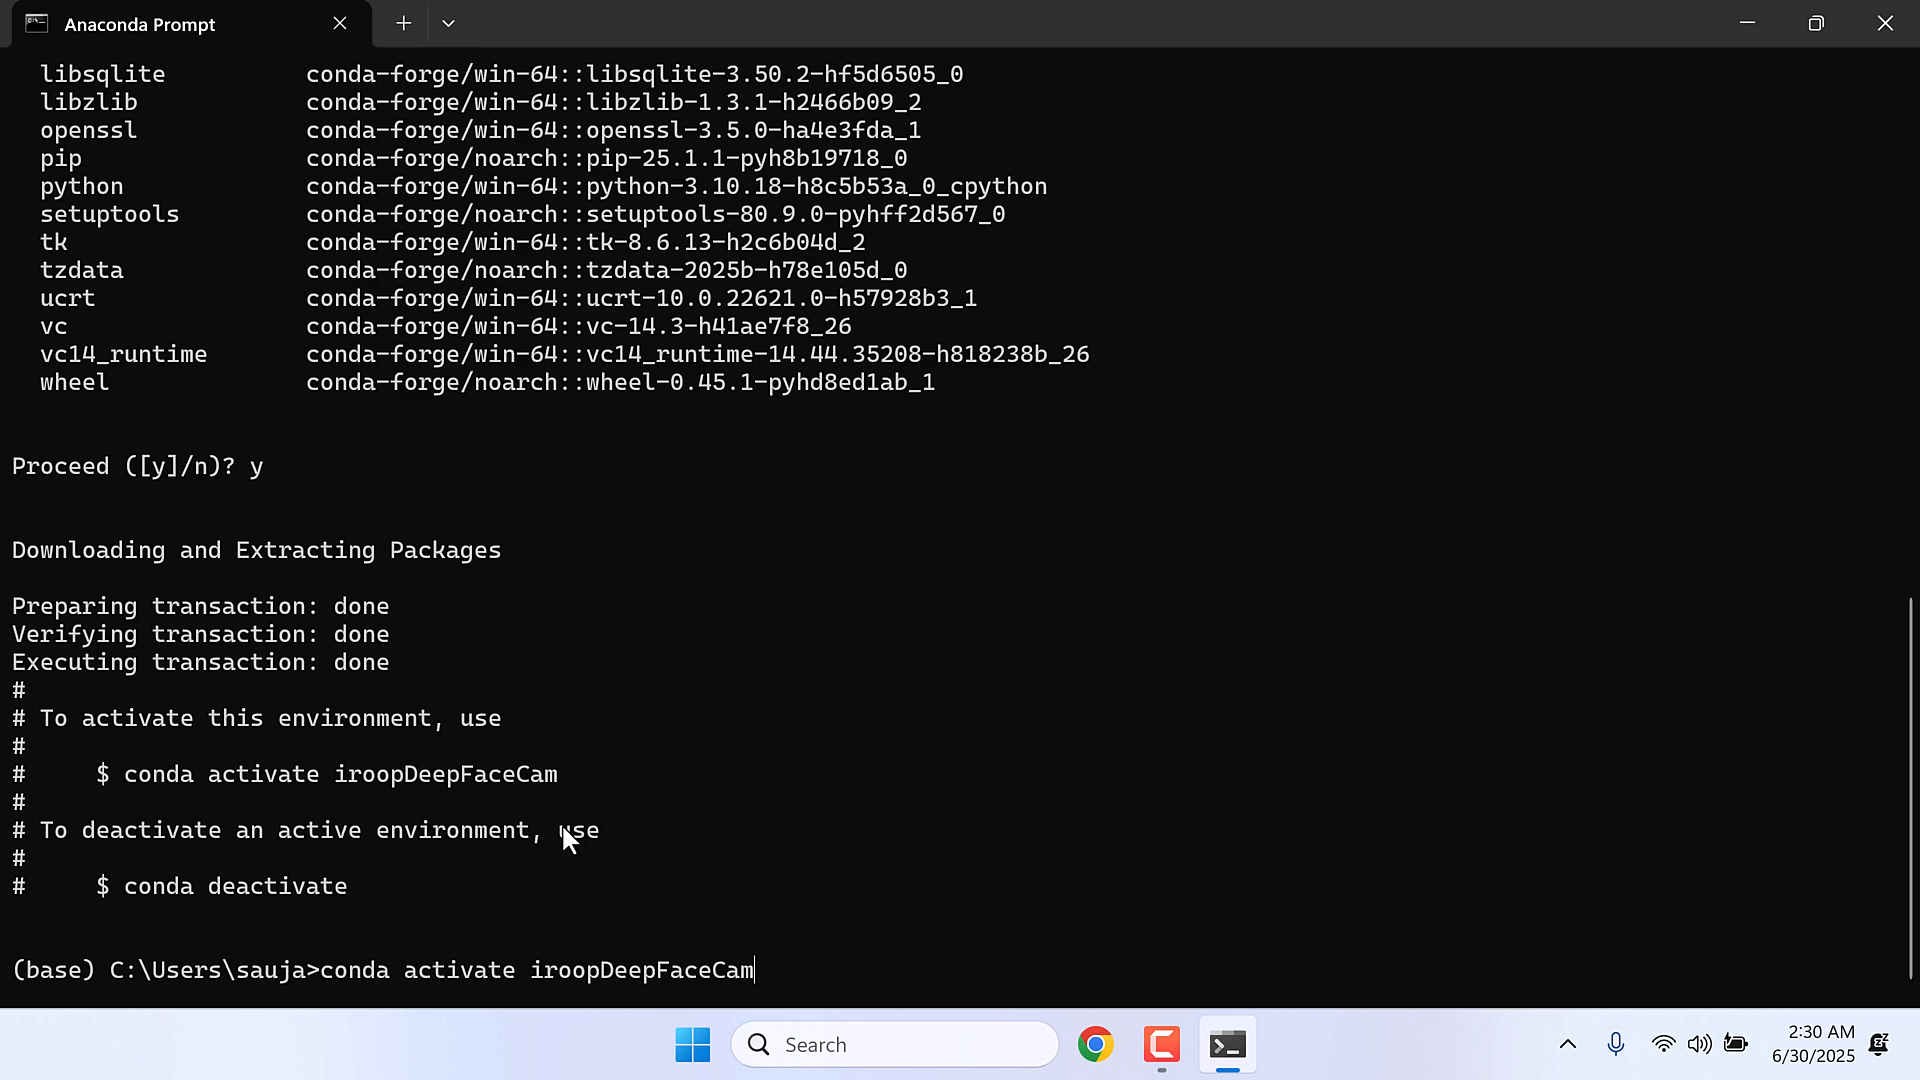 Anaconda Prompt
libsqlite conda-forge/win-64::libsqlite-3.50.2-hf5d6505_0
libzlib conda-forge/win-64::libzlib-1.3.1-h2466b09_2
openssl conda-forge/win-64::openssl-3.5.0-ha4e3fda_1
pip conda-forge/noarch::pip-25.1.1-pyh8b19718_0
python conda-forge/win-64::python-3.10.18-h8c5b53a_0_cpython
setuptools conda-forge/noarch::setuptools-80.9.0-pyhff2d567_0
tk conda-forge/win-64::tk-8.6.13-h2c6b04d_2
tzdata conda-forge/noarch::tzdata-2025b-h78e105d_0
ucrt conda-forge/win-64::ucrt-10.0.22621.0-h57928b3_1
vc conda-forge/win-64::vc-14.3-h41ae7f8_26
vc14_runtime conda-forge/win-64::vc14_runtime-14.44.35208-h818238b_26
wheel conda-forge/noarch::wheel-0.45.1-pyhd8ed1ab_1
Proceed ([y]/n)? y
Downloading and Extracting Packages
Preparing transaction: done
Verifying transaction: done
Executing transaction: done
#
# To activate this environment, use
#
# $ conda activate iroopDeepFaceCam
#
# To deactivate an active environment, use
#
# $ conda deactivate
(base) C:\Users\sauja>conda activate iroopDeepFaceCam
Search
2:30 AM
6/30/2025